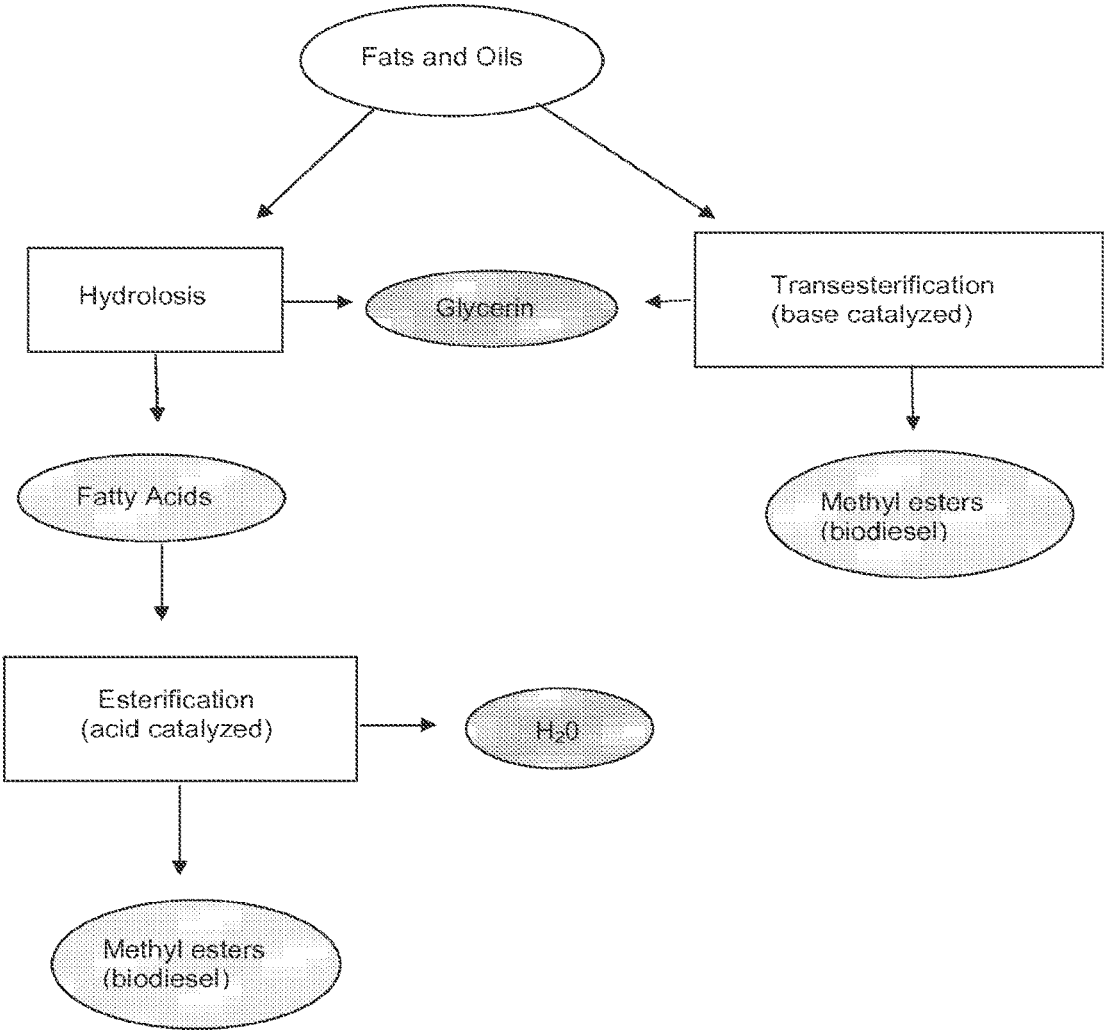 Fats and Oils
Hydrolosis
Glycerin
Transesterification
(base catalyzed)
Fatty Acids
Methyl esters
(biodiesel)
Esterification
(acid catalyzed)
H₂0
Methyl esters
(biodiesel)